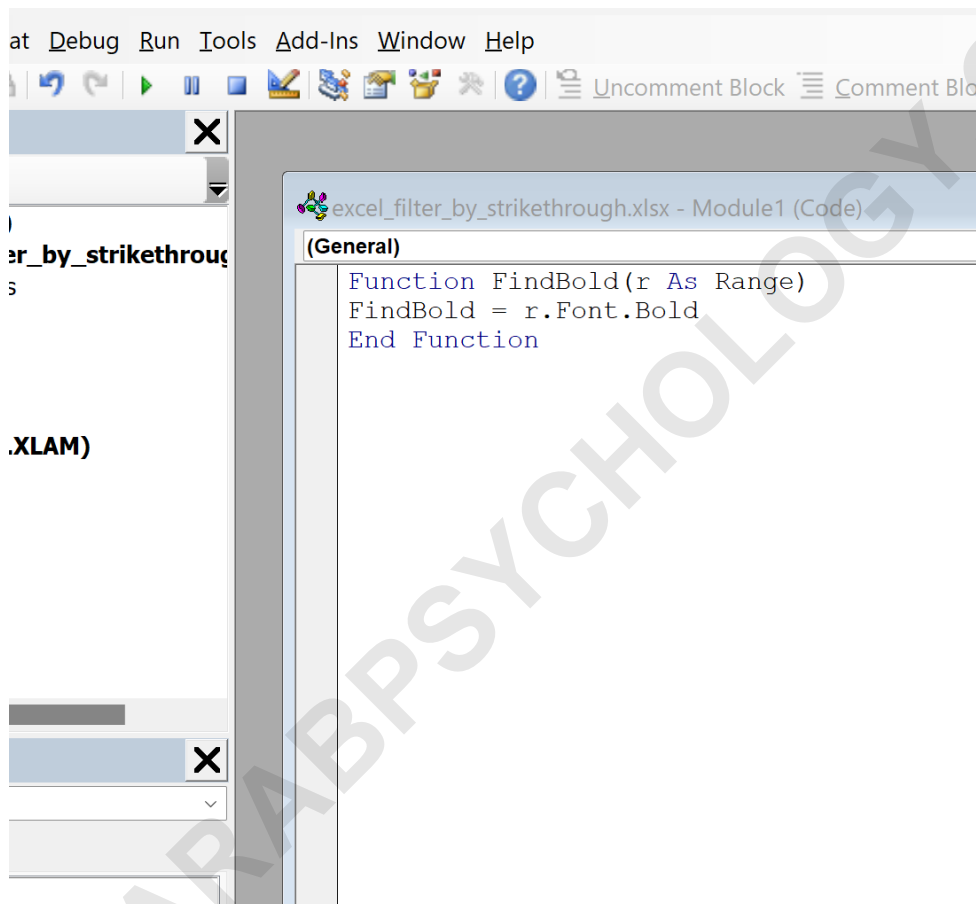 at Debug Run Tools Add-Ins Window Help
Uncomment Block Comment Blo
)
er_by_strikethroug
s
.XLAM)
excel_filter_by_strikethrough.xlsx - Module1 (Code)
(General)
Function FindBold(r As Range)
FindBold = r.Font.Bold
End Function
ARABPSYCHOLOGY